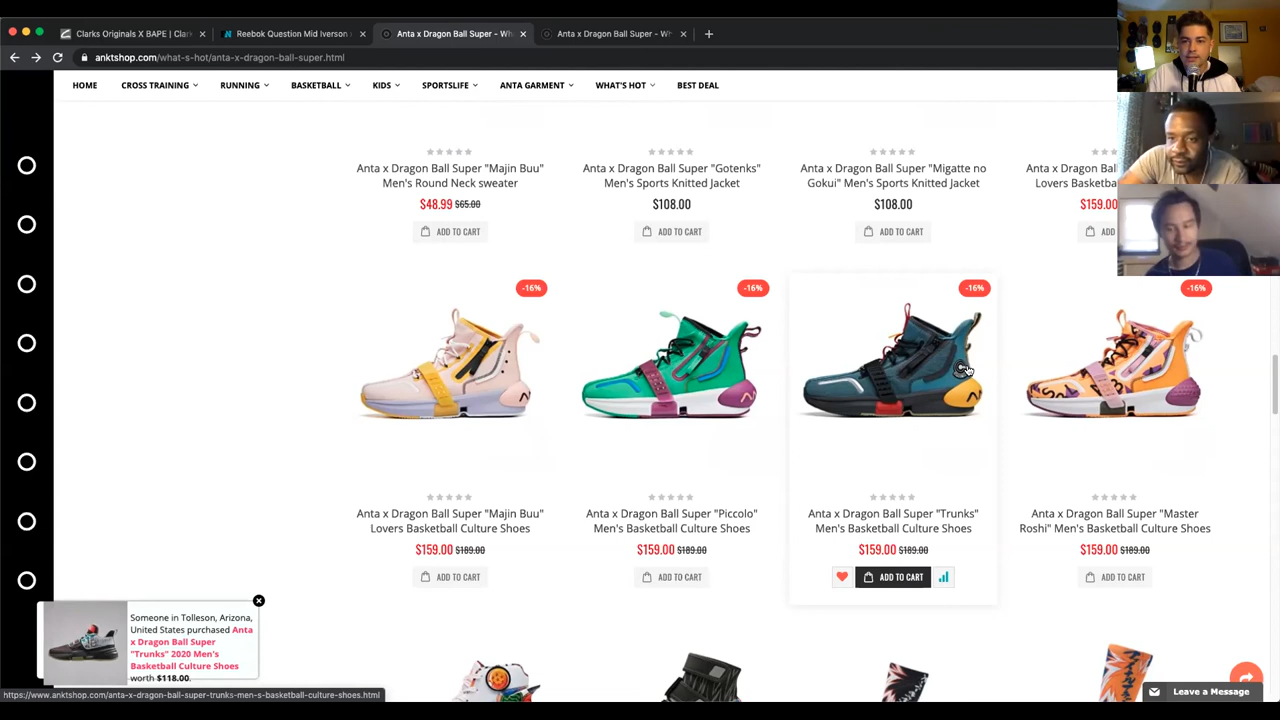 Clarks Originals X BAPE | Clark
Reebok Question Mid Iverson
Anta x Dragon Ball Super - Wh
Anta x Dragon Ball Super - Wh
anktshop.com/what-s-hot/anta-x-dragon-ball-super.html
HOME CROSS TRAINING RUNNING BASKETBALL KIDS SPORTSLIFE ANTA GARMENT WHAT'S HOT BEST DEAL
Anta x Dragon Ball Super "Majin Buu"
Men's Round Neck sweater
$48.99 $65.00
ADD TO CART
Anta x Dragon Ball Super "Gotenks"
Men's Sports Knitted Jacket
$108.00
ADD TO CART
Anta x Dragon Ball Super "Migatte no
Gokui" Men's Sports Knitted Jacket
$108.00
ADD TO CART
Anta x Dragon Ball
Lovers Basketba
$159.0
ADD
-16%
-16%
-16%
-16%
Anta x Dragon Ball Super "Majin Buu"
Lovers Basketball Culture Shoes
$159.00 $189.00
ADD TO CART
Anta x Dragon Ball Super "Piccolo"
Men's Basketball Culture Shoes
$159.00 $189.00
ADD TO CART
Anta x Dragon Ball Super "Trunks"
Men's Basketball Culture Shoes
$159.00 $189.00
ADD TO CART
Anta x Dragon Ball Super "Master
Roshi" Men's Basketball Culture Shoes
$159.00 $189.00
ADD TO CART
Someone in Tolleson, Arizona,
United States purchased Anta
x Dragon Ball Super
"Trunks" 2020 Men's
Basketball Culture Shoes
worth $118.00.
https://www.anktshop.com/anta-x-dragon-ball-super-trunks-men-s-basketball-culture-shoes.html
Leave a Message